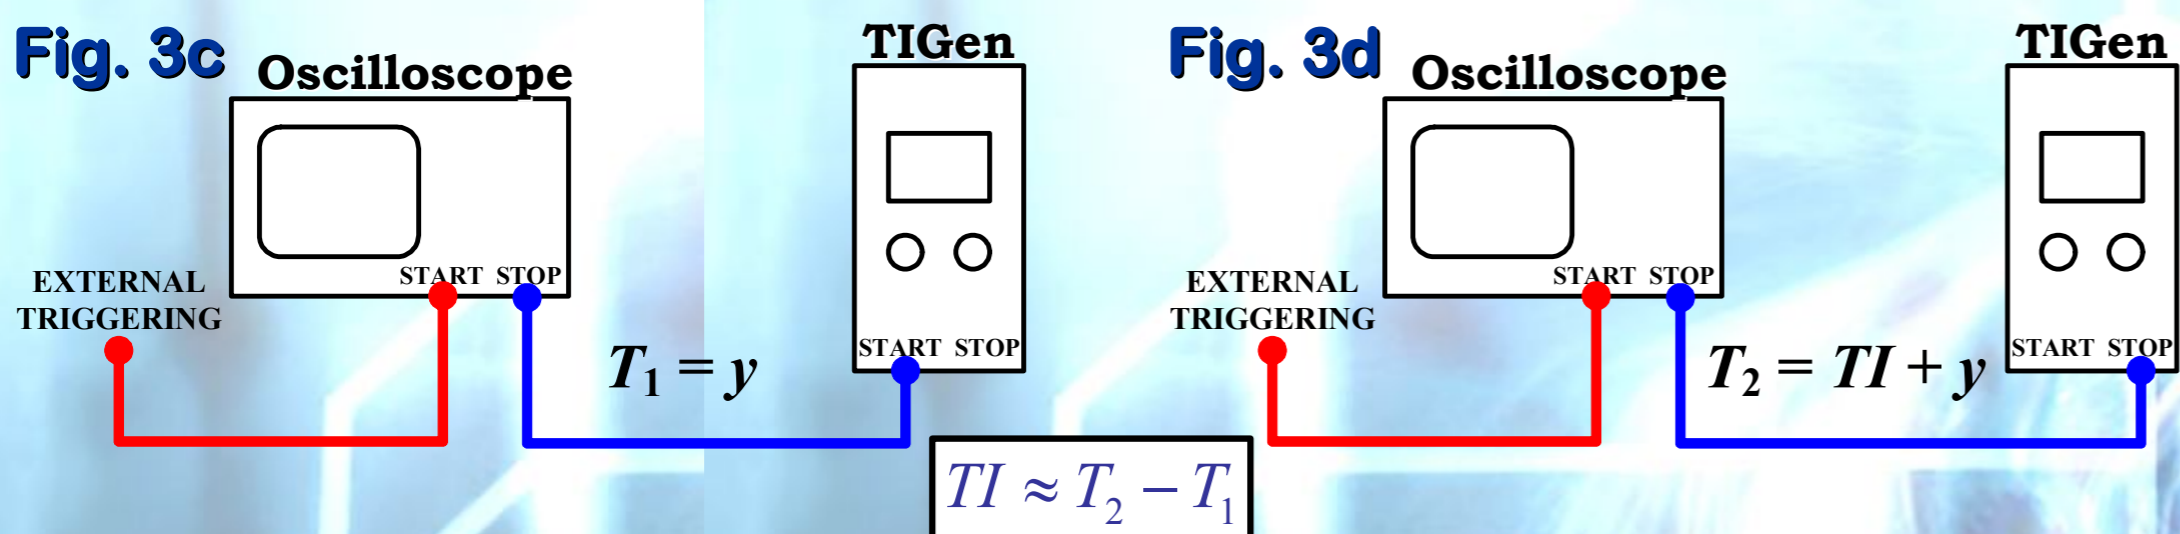 Fig. 3c
Oscilloscope
TIGen
START STOP
EXTERNAL
TRIGGERING
T₁ = y
START STOP
Fig. 3d
Oscilloscope
TIGen
START STOP
EXTERNAL
TRIGGERING
T₂ = TI + y
START STOP
TI ≈ T₂ − T₁